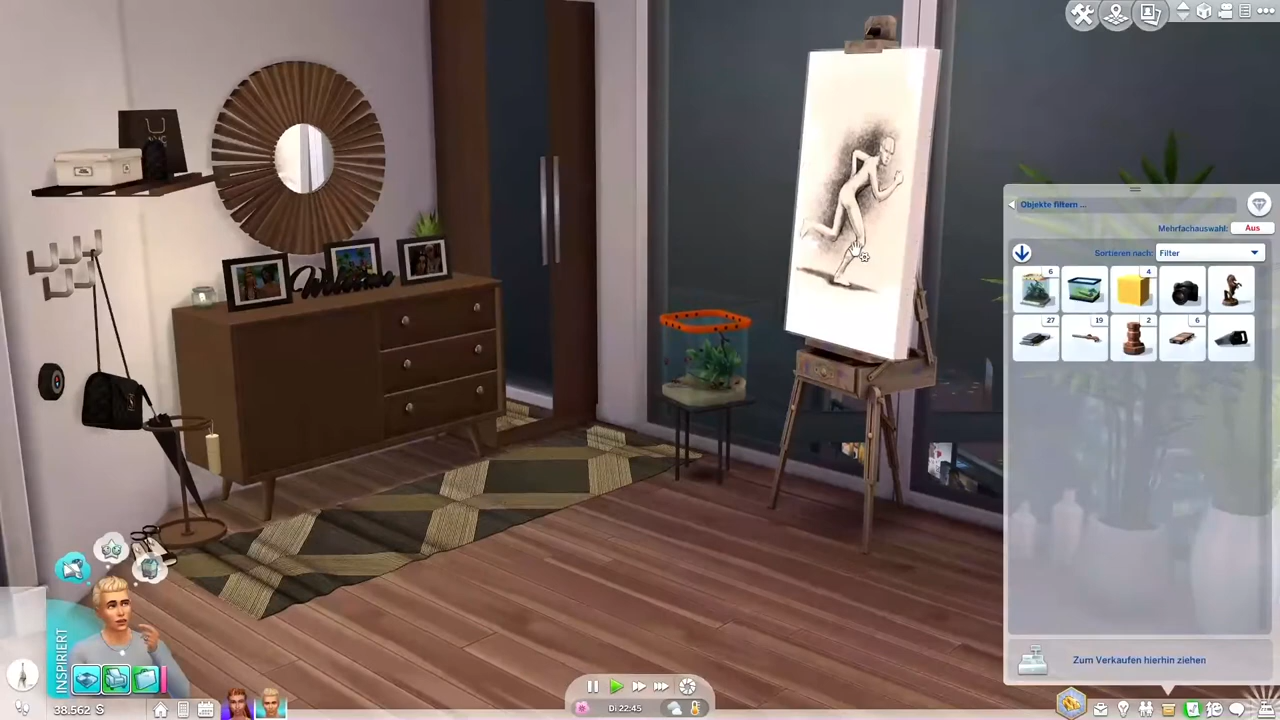 Welcome
Objekte filtern ...
Mehrfachauswahl: Aus
Sortieren nach: Filter
6
4
27
19
2
6
Zum Verkaufen hierhin ziehen
INSPIRIERT
38.562 $
Di 22:45